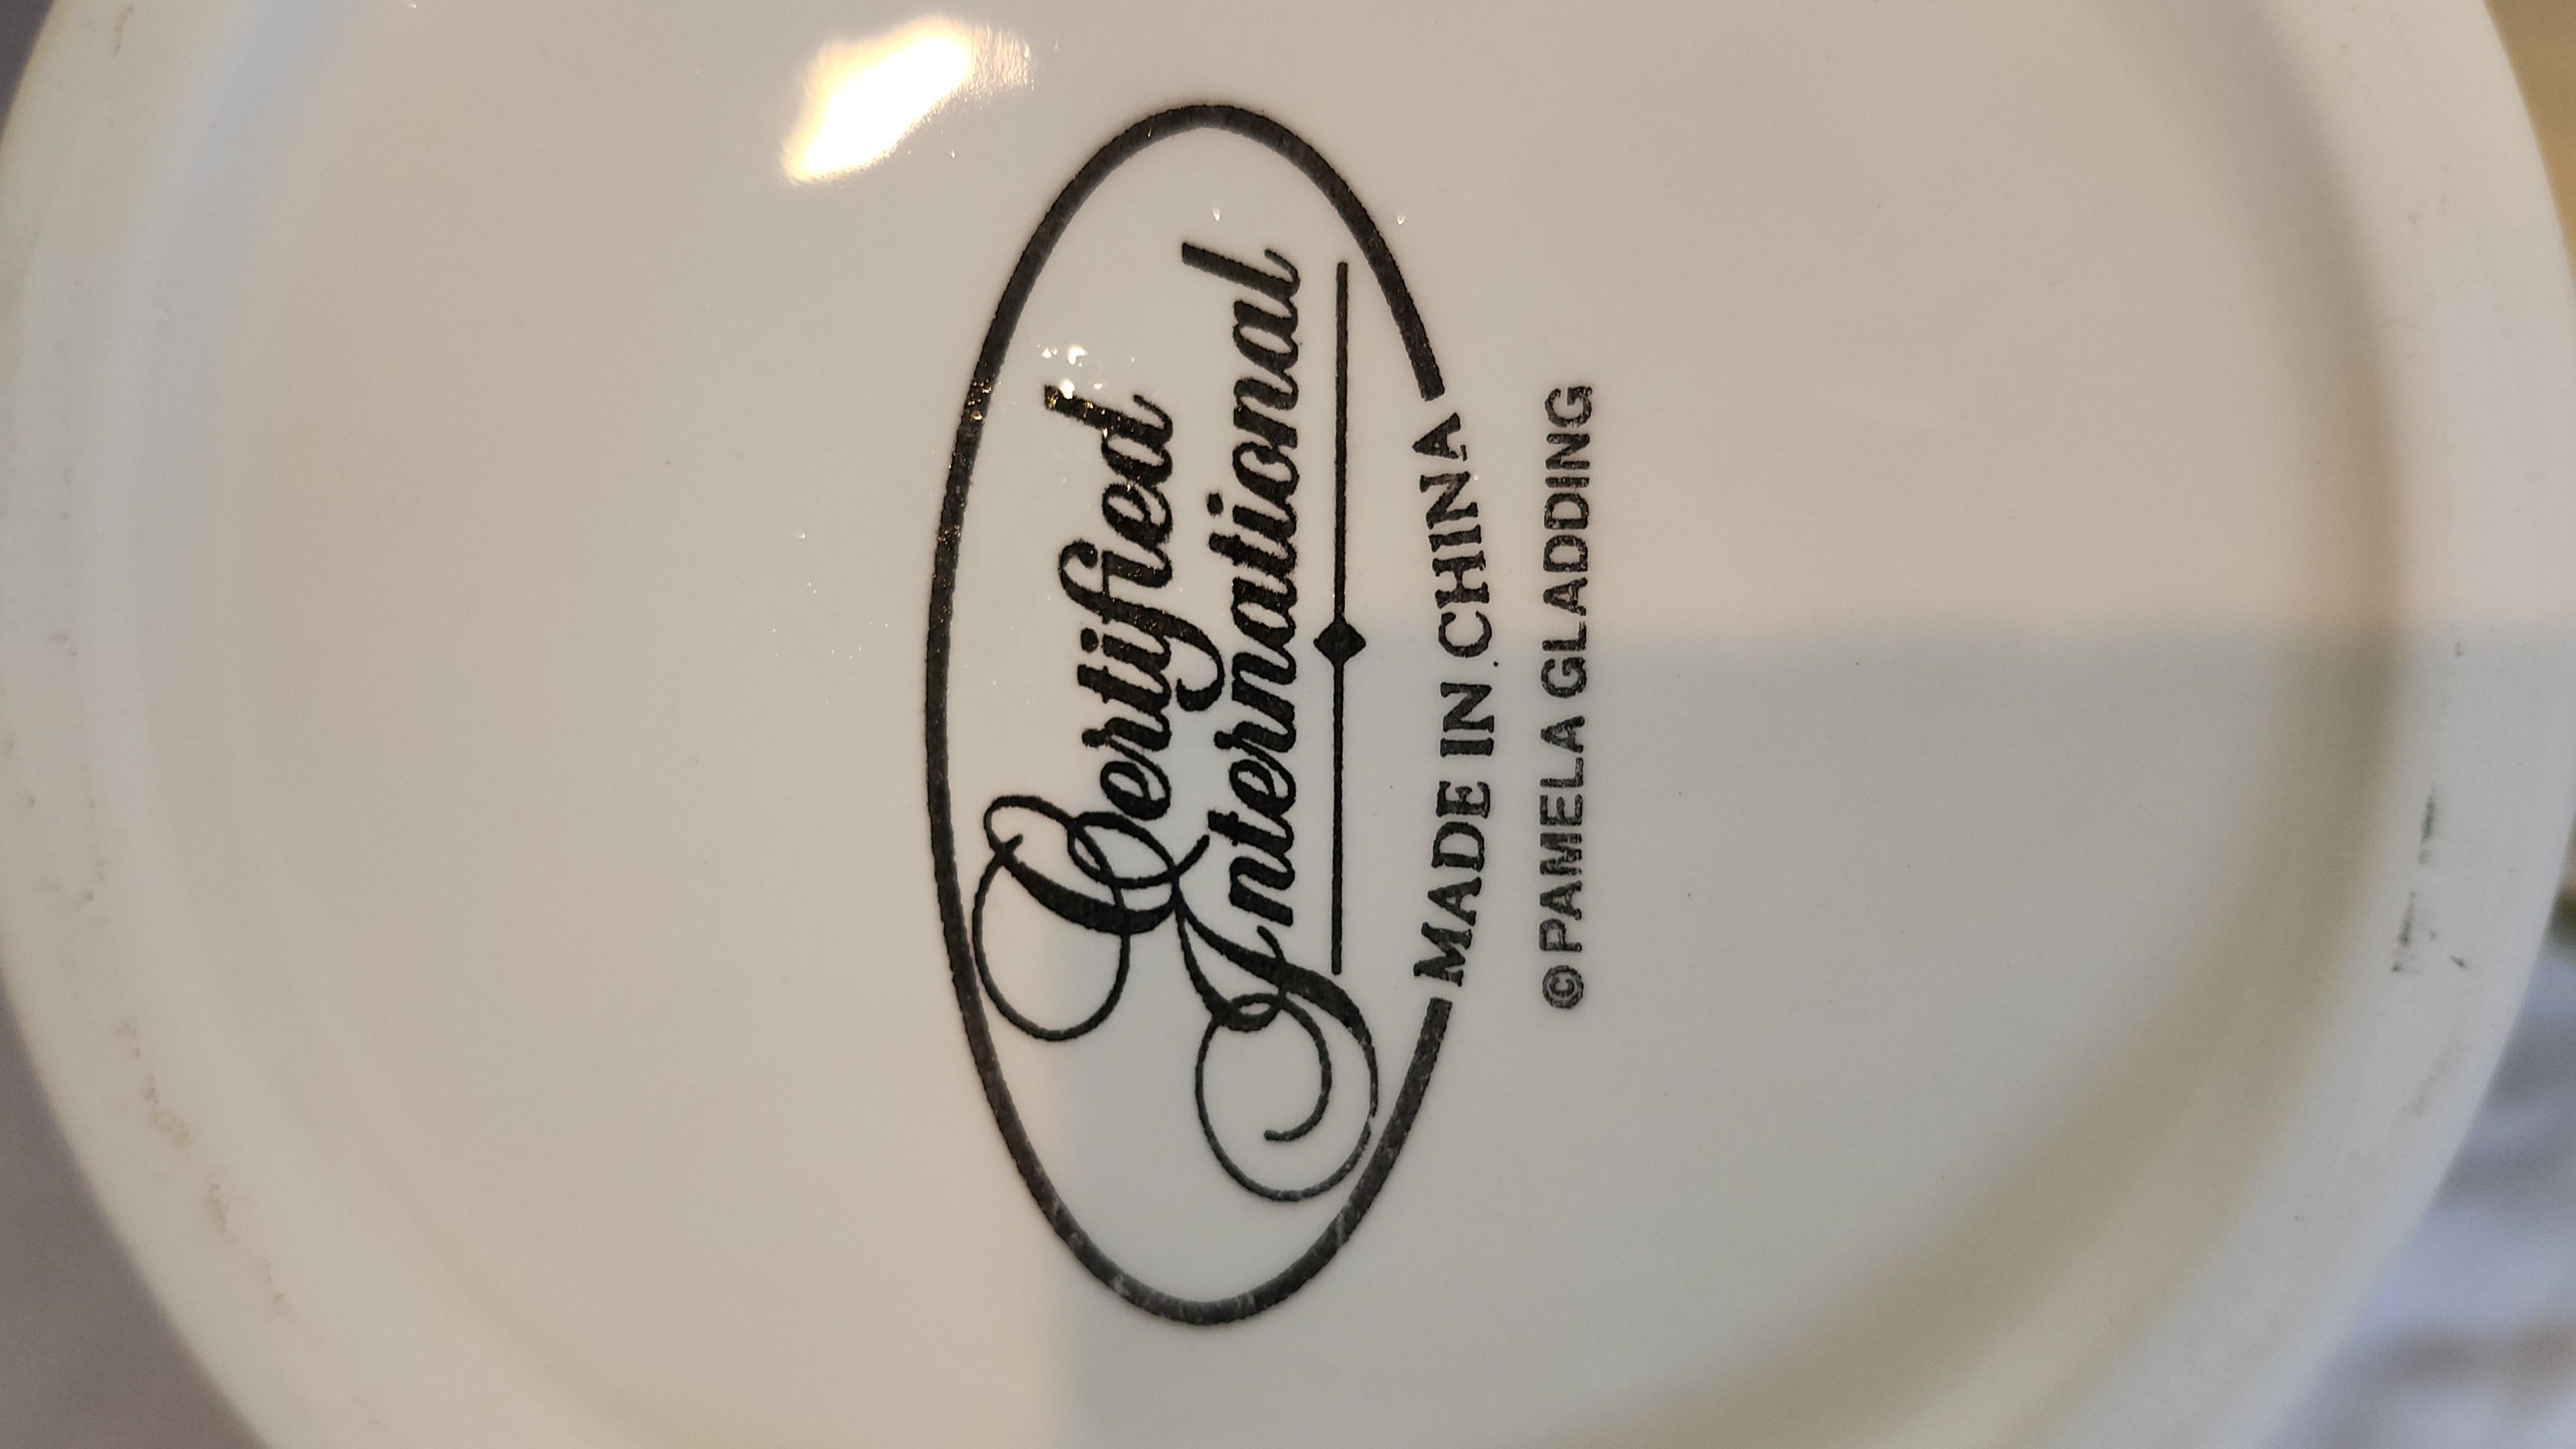 Certified
International
MADE IN CHINA
©PAMELA GLADDING